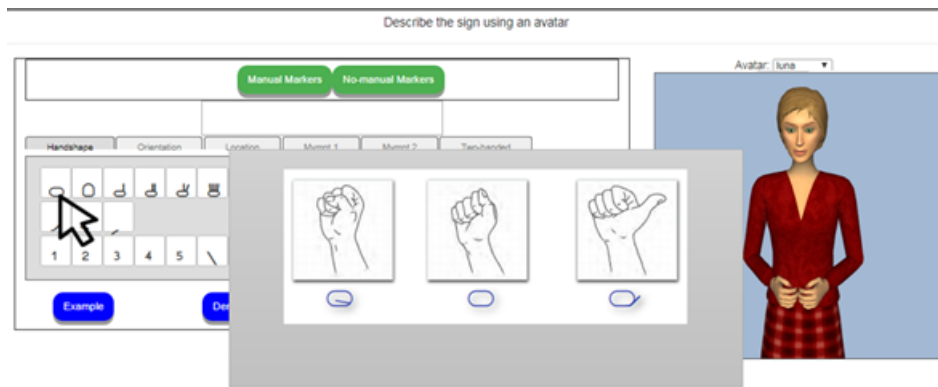 Describe the sign using an avatar
Manual Markers No-manual Markers
Avatar: luna
Handshape Orientation Location Mvmnt 1 Mvmnt 2 Two-handed
1 2 3 4 5
Example